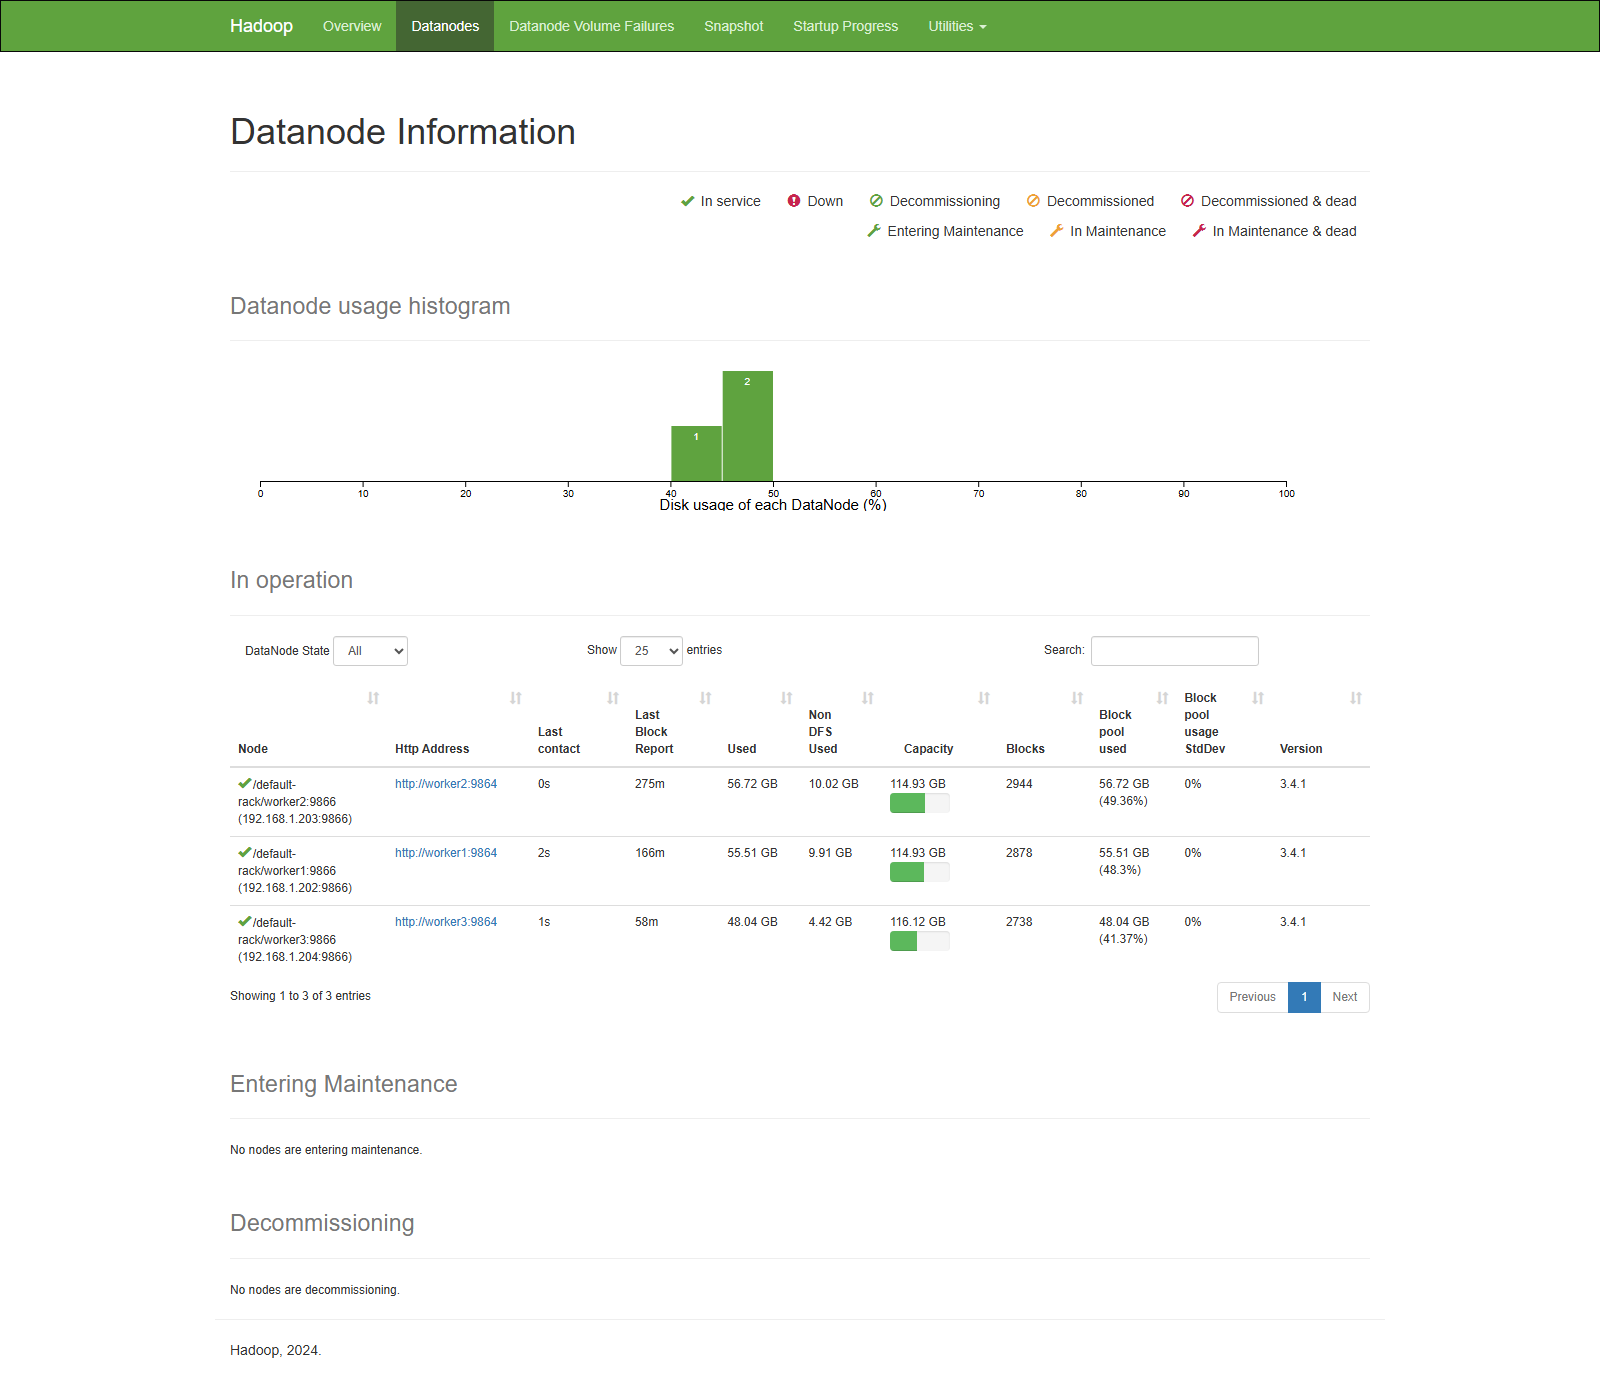 Hadoop Overview Datanodes Datanode Volume Failures Snapshot Startup Progress Utilities
Datanode Information
In service Down Decommissioning Decommissioned Decommissioned & dead
Entering Maintenance In Maintenance In Maintenance & dead
Datanode usage histogram
2
1
0 10 20 30 40 50 60 70 80 90 100
Disk usage of each DataNode (%)
In operation
DataNode State All Show 25 entries Search:
Node Http Address Last contact Last Block Report Used Non DFS Used Capacity Blocks Block pool used Block pool usage StdDev Version
/default- http://worker2:9864 0s 275m 56.72 GB 10.02 GB 114.93 GB 2944 56.72 GB 0% 3.4.1
rack/worker2:9866 (49.36%)
(192.168.1.203:9866)
/default- http://worker1:9864 2s 166m 55.51 GB 9.91 GB 114.93 GB 2878 55.51 GB 0% 3.4.1
rack/worker1:9866 (48.3%)
(192.168.1.202:9866)
/default- http://worker3:9864 1s 58m 48.04 GB 4.42 GB 116.12 GB 2738 48.04 GB 0% 3.4.1
rack/worker3:9866 (41.37%)
(192.168.1.204:9866)
Showing 1 to 3 of 3 entries Previous 1 Next
Entering Maintenance
No nodes are entering maintenance.
Decommissioning
No nodes are decommissioning.
Hadoop, 2024.